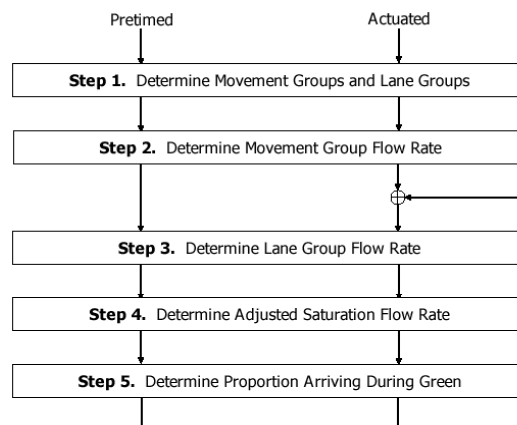 Pretimed Actuated
Step 1. Determine Movement Groups and Lane Groups
Step 2. Determine Movement Group Flow Rate
Step 3. Determine Lane Group Flow Rate
Step 4. Determine Adjusted Saturation Flow Rate
Step 5. Determine Proportion Arriving During Green